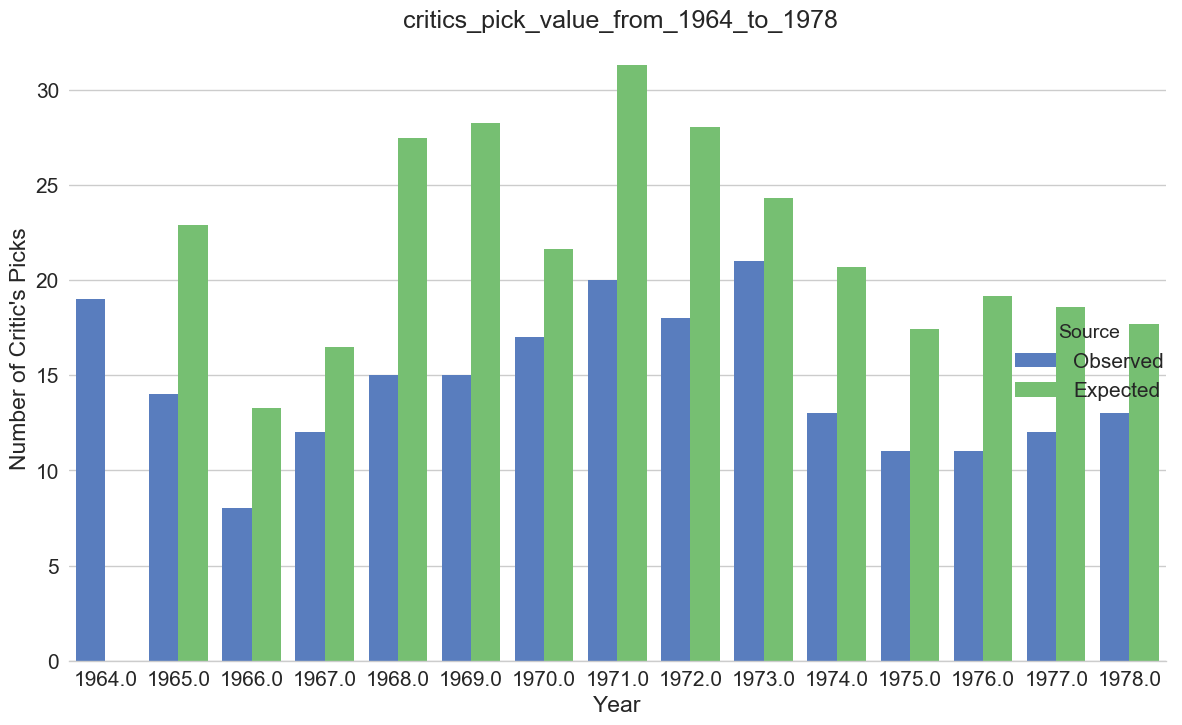 critics_pick_value_from_1964_to_1978
Number of Critic's Picks
30
25
20
15
10
5
0
Source
Observed
Expected
1964.0 1965.0 1966.0 1967.0 1968.0 1969.0 1970.0 1971.0 1972.0 1973.0 1974.0 1975.0 1976.0 1977.0 1978.0
Year